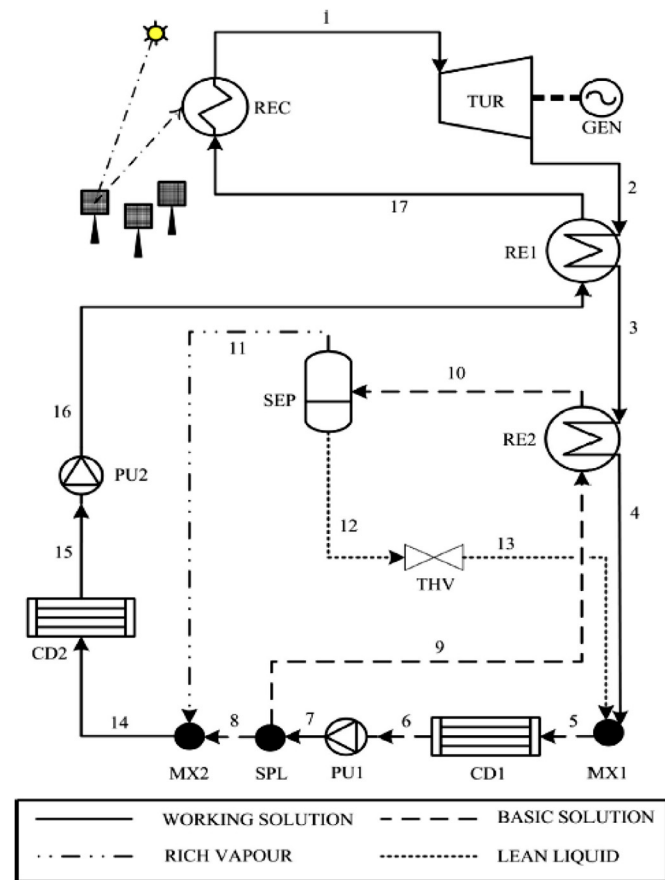 1
REC
TUR
GEN
2
17
RE1
3
11
10
SEP
16
RE2
PU2
4
12
13
15
THV
CD2
9
14
8
7
6
5
MX2
SPL
PU1
CD1
MX1
WORKING SOLUTION
BASIC SOLUTION
RICH VAPOUR
LEAN LIQUID